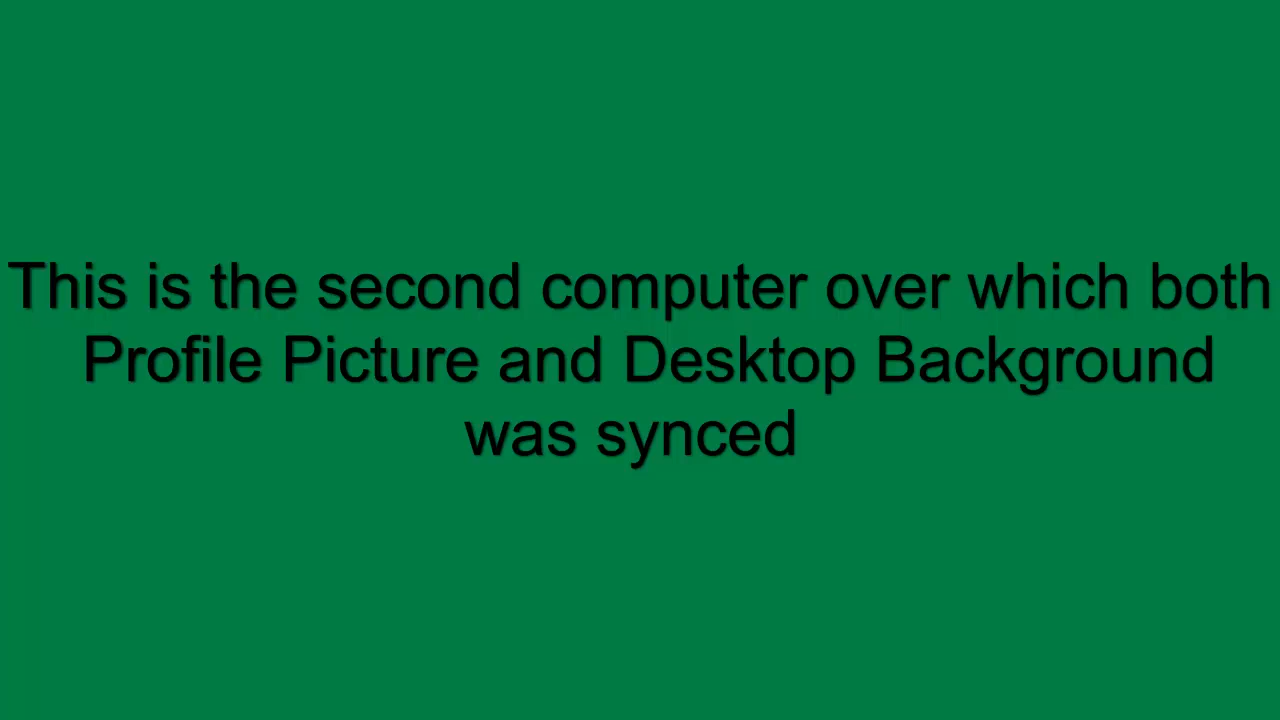 This is the second computer over which both
Profile Picture and Desktop Background
was synced